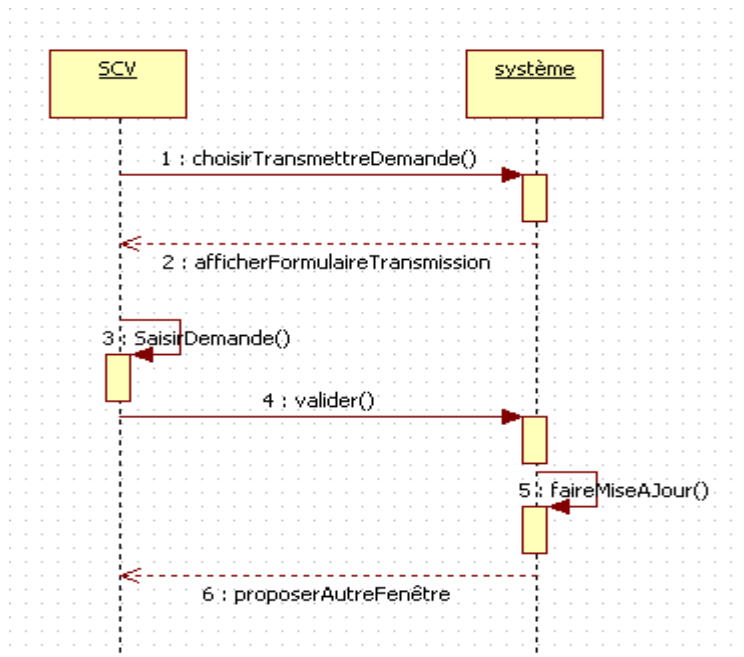 SCV
système
1 : choisirTransmettreDemande()
2 : afficherFormulaireTransmission
3 : SaisirDemande()
4 : valider()
5 : faireMiseAJour()
6 : proposerAutreFenêtre